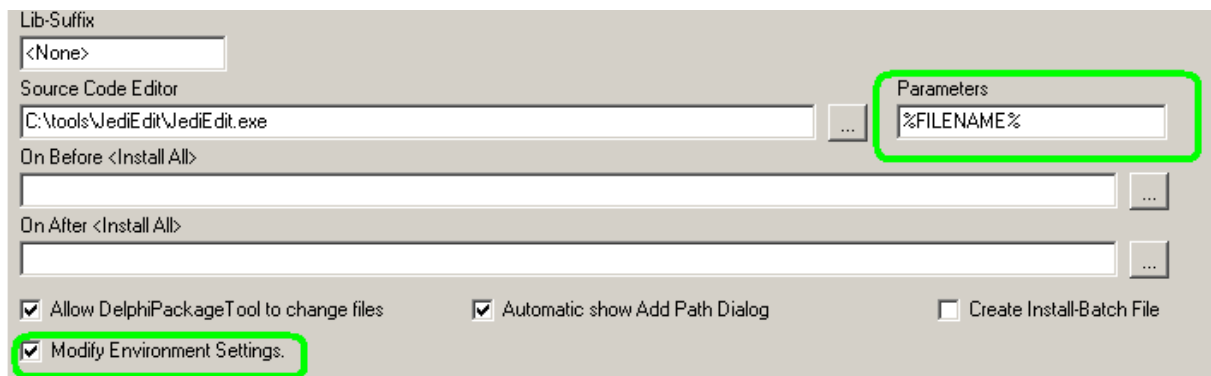 Lib-Suffix
<None>
Source Code Editor Parameters
C:\tools\JediEdit\JediEdit.exe ... %FILENAME%
On Before <Install All>
...
On After <Install All>
...
Allow DelphiPackageTool to change files Automatic show Add Path Dialog Create Install-Batch File
Modify Environment Settings.